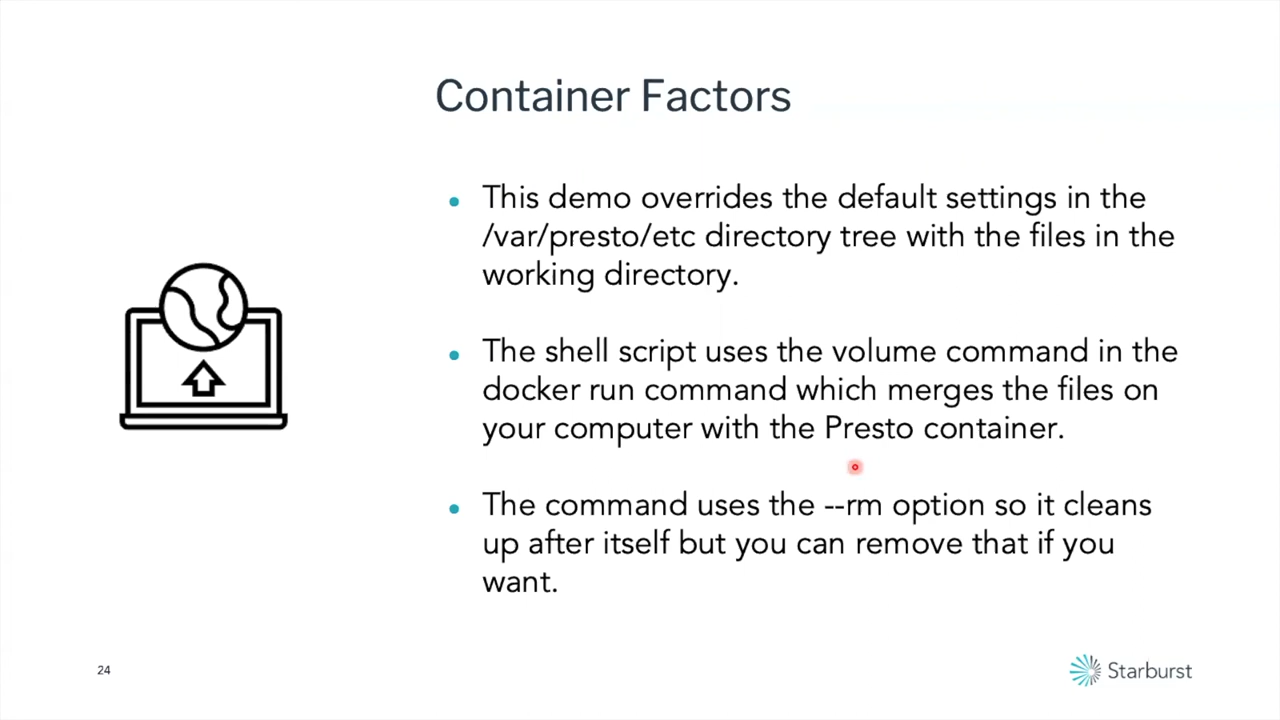 Container Factors
This demo overrides the default settings in the
/var/presto/etc directory tree with the files in the
working directory.
The shell script uses the volume command in the
docker run command which merges the files on
your computer with the Presto container.
The command uses the --rm option so it cleans
up after itself but you can remove that if you
want.
24
Starburst